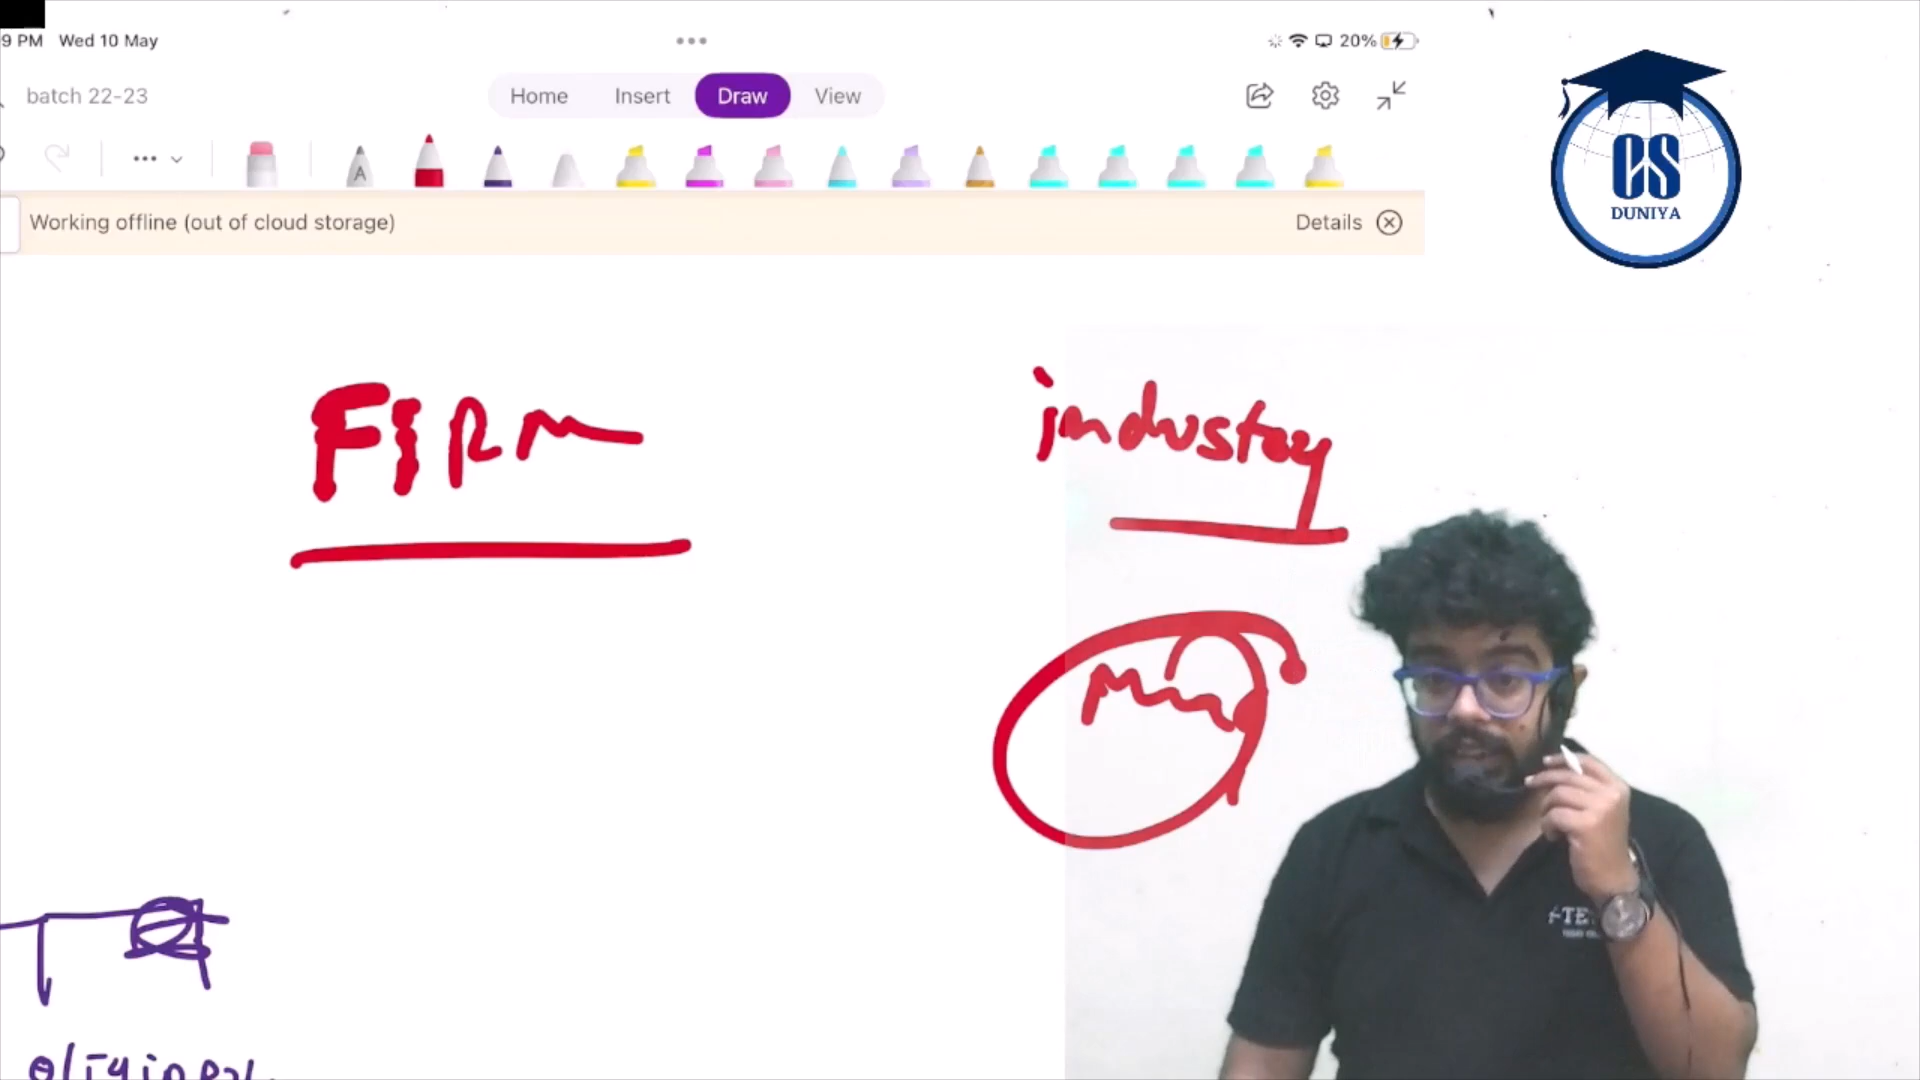 9 PM Wed 10 May
20%
batch 22-23
Home Insert Draw View
A
Working offline (out of cloud storage)
Details
CS
DUNIYA
FIRM
industry